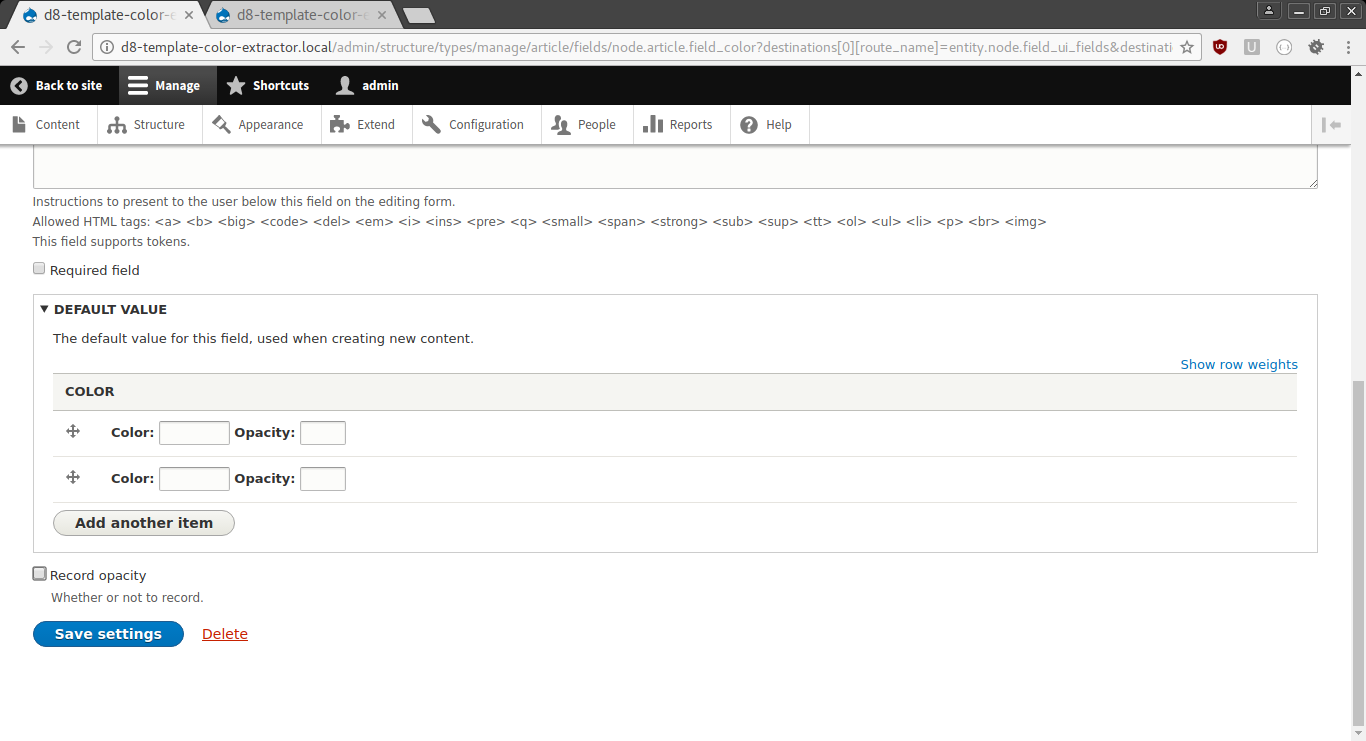 d8-template-color-e
d8-template-color-e
d8-template-color-extractor.local/admin/structure/types/manage/article/fields/node.article.field_color?destinations[0][route_name]=entity.node.field_ui_fields&destinati
Back to site
Manage
Shortcuts
admin
Content
Structure
Appearance
Extend
Configuration
People
Reports
Help
Instructions to present to the user below this field on the editing form.
Allowed HTML tags: <a> <b> <big> <code> <del> <em> <i> <ins> <pre> <q> <small> <span> <strong> <sub> <sup> <tt> <ol> <ul> <li> <p> <br> <img>
This field supports tokens.
Required field
DEFAULT VALUE
The default value for this field, used when creating new content.
Show row weights
COLOR
Color: Opacity:
Color: Opacity:
Add another item
Record opacity
Whether or not to record.
Save settings Delete